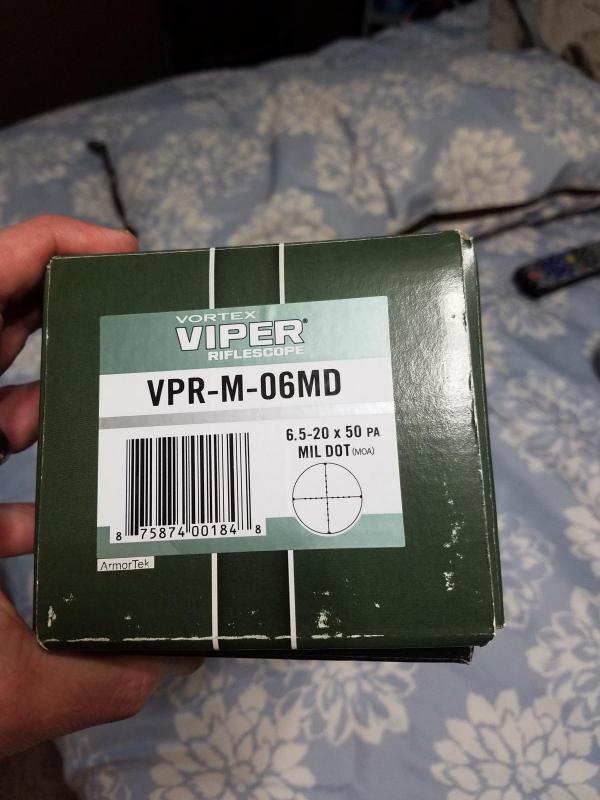 VORTEX
VIPER®
RIFLESCOPE
VPR-M-06MD
6.5-20 x 50 PA
MIL DOT (MOA)
8 75874 00184 8
ArmorTek